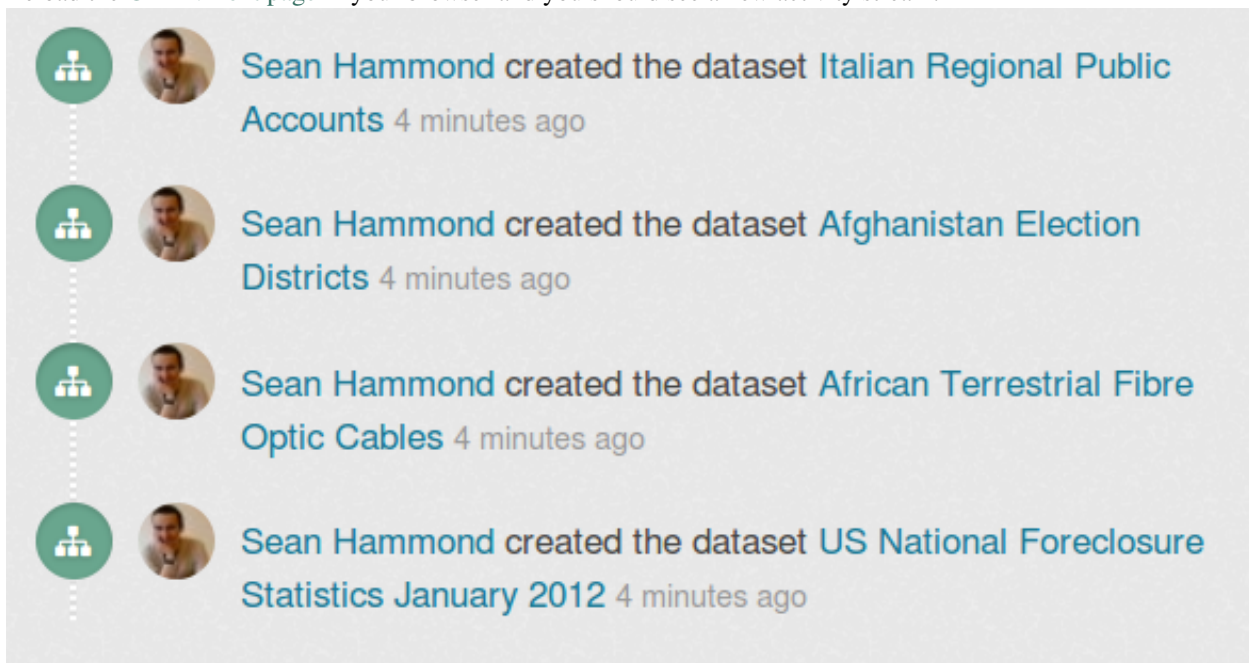 Sean Hammond created the dataset Italian Regional Public
Accounts 4 minutes ago
Sean Hammond created the dataset Afghanistan Election
Districts 4 minutes ago
Sean Hammond created the dataset African Terrestrial Fibre
Optic Cables 4 minutes ago
Sean Hammond created the dataset US National Foreclosure
Statistics January 2012 4 minutes ago